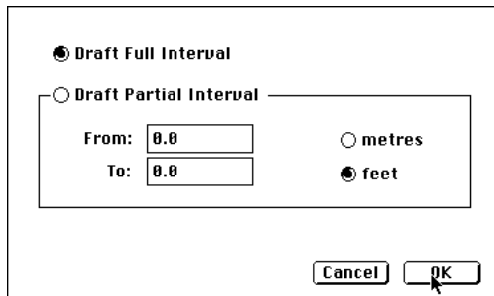 Draft Full Interval
Draft Partial Interval
From: 0.0
metres
To: 0.0
feet
Cancel OK